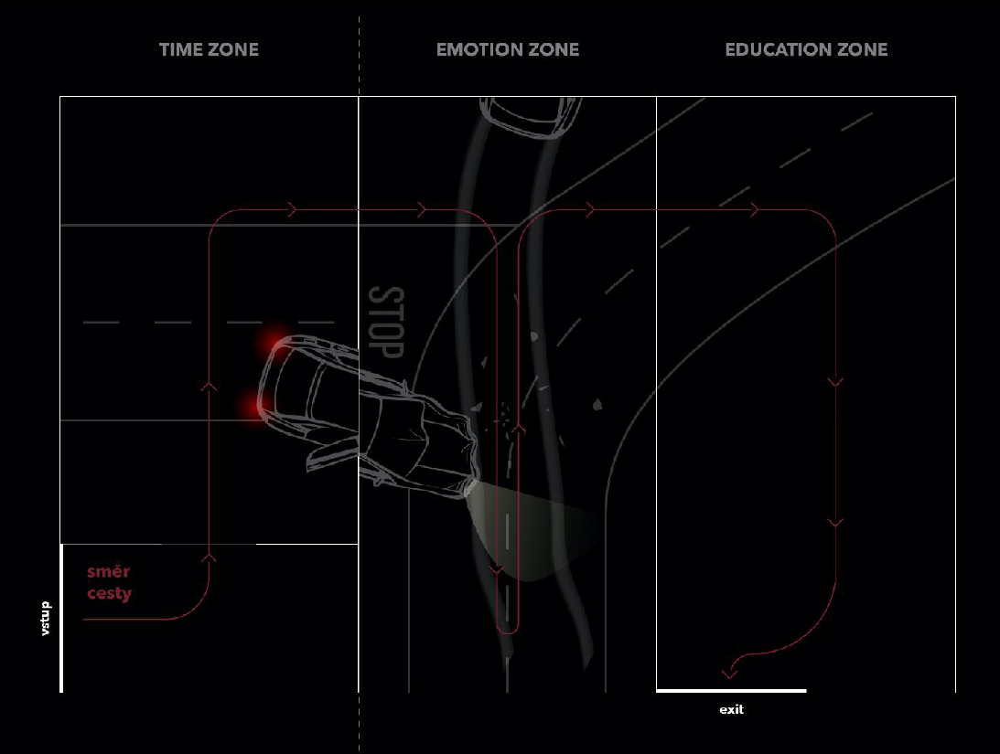 TIME ZONE
EMOTION ZONE
EDUCATION ZONE
STOP
směr
cesty
vstup
exit